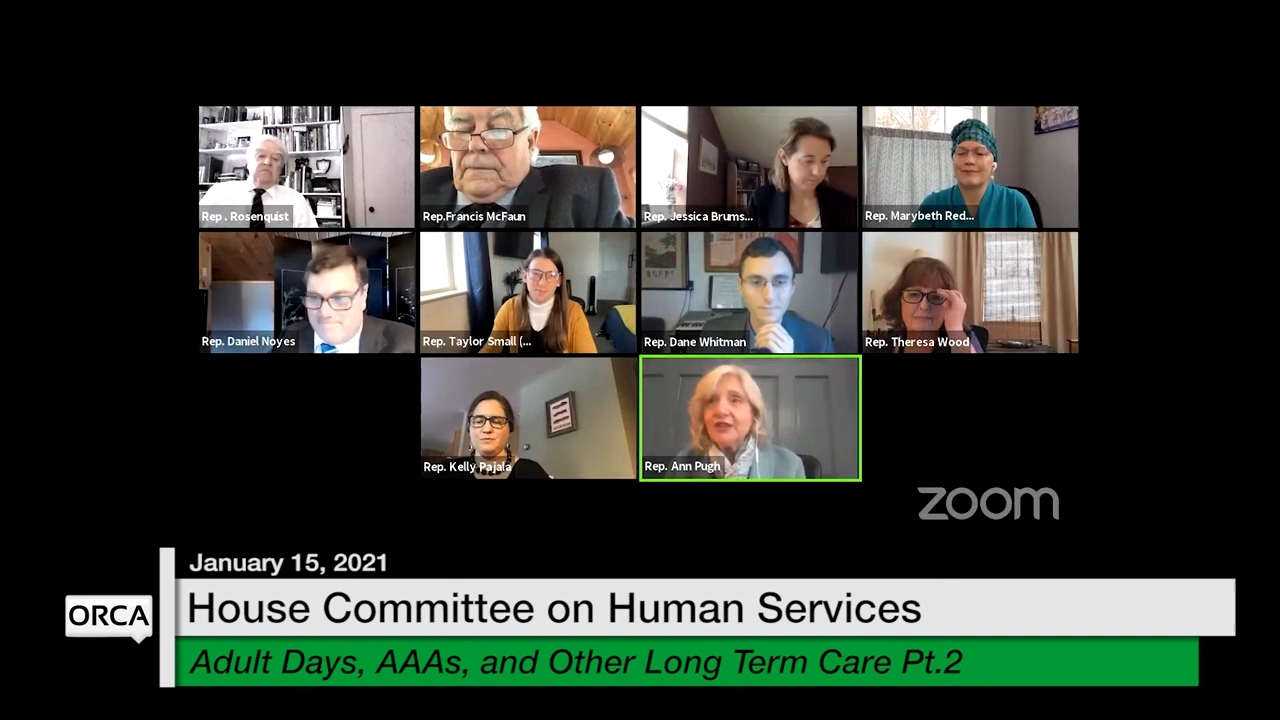 Rep . Rosenquist
Rep.Francis McFaun
Rep. Jessica Brums...
Rep. Marybeth Red...
Rep. Daniel Noyes
Rep. Taylor Small (...
Rep. Dane Whitman
Rep. Theresa Wood
Rep. Kelly Pajala
Rep. Ann Pugh
zoom
January 15, 2021
ORCA
House Committee on Human Services
Adult Days, AAAs, and Other Long Term Care Pt.2